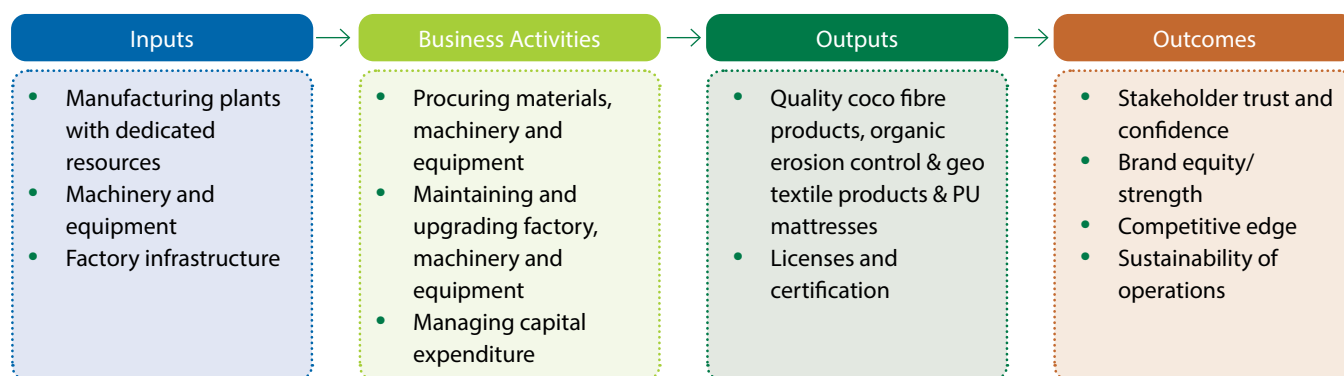 Inputs
Manufacturing plants
with dedicated
resources
• Machinery and
equipment
• Factory infrastructure
Business Activities
• Procuring materials,
machinery and
equipment
• Maintaining and
upgrading factory,
machinery and
equipment
• Managing capital
expenditure
Outputs
• Quality coco fibre
products, organic
erosion control & geo
textile products & PU
mattresses
• Licenses and
certification
Outcomes
• Stakeholder trust and
confidence
• Brand equity/
strength
• Competitive edge
• Sustainability of
operations